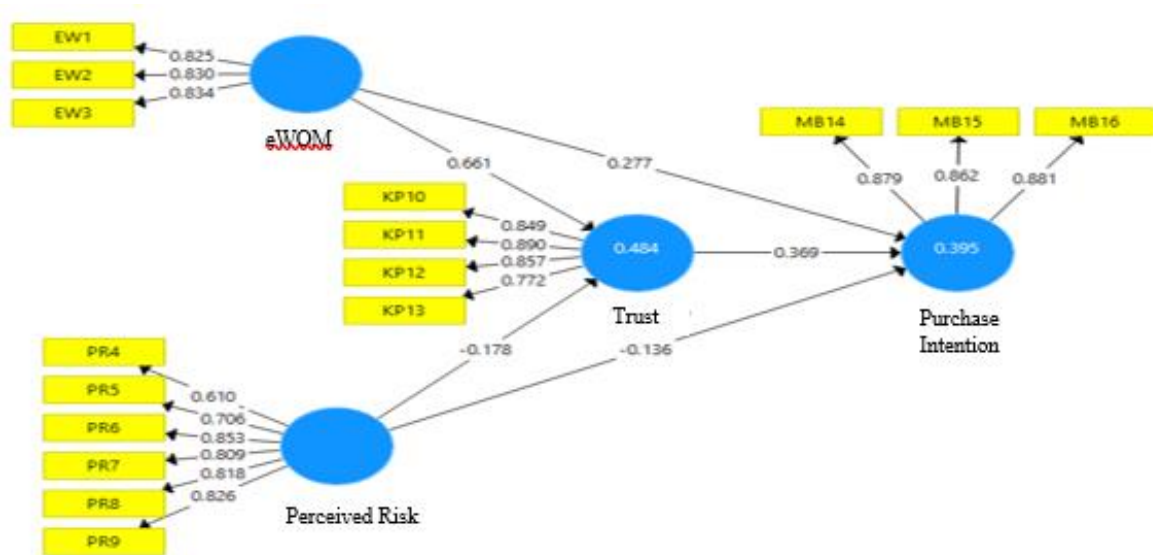 EW1
0.825
EW2
0.830
EW3
0.834
eWOM
MB14
MB15
MB16
0.879
0.862
0.881
0.661
0.277
KP10
0.849
KP11
0.890
KP12
0.857
KP13
0.772
0.484
Trust
0.369
0.395
Purchase
Intention
-0.178
-0.136
PR4
0.610
PR5
0.706
PR6
0.853
PR7
0.809
PR8
0.818
PR9
0.826
Perceived Risk